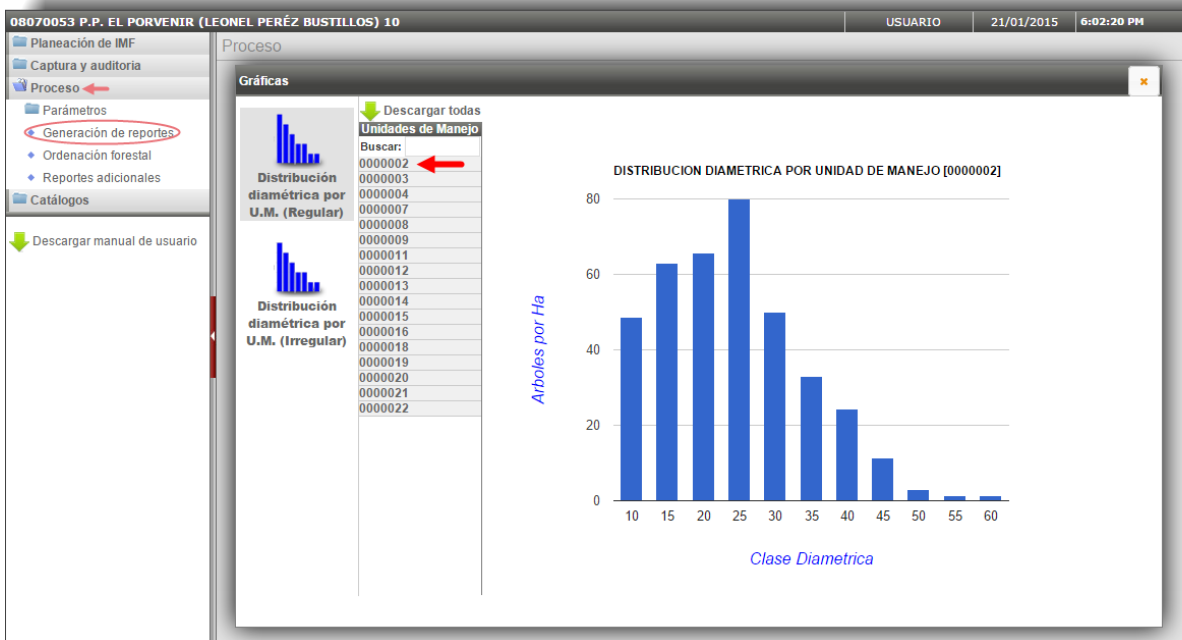 08070053 P.P. EL PORVENIR (LEONEL PERÉZ BUSTILLOS) 10
USUARIO
21/01/2015
6:02:20 PM
Planeación de IMF
Captura y auditoria
Proceso
Parámetros
Generación de reportes
Ordenación forestal
Reportes adicionales
Catálogos
Descargar manual de usuario
Proceso
Gráficas
Distribución
diamétrica por
U.M. (Regular)
Distribución
diamétrica por
U.M. (Irregular)
Descargar todas
Unidades de Manejo
Buscar:
0000002
0000003
0000004
0000007
0000008
0000009
0000011
0000012
0000013
0000014
0000015
0000016
0000018
0000019
0000020
0000021
0000022
DISTRIBUCION DIAMETRICA POR UNIDAD DE MANEJO [0000002]
Arboles por Ha
80
60
40
20
0
10 15 20 25 30 35 40 45 50 55 60
Clase Diametrica